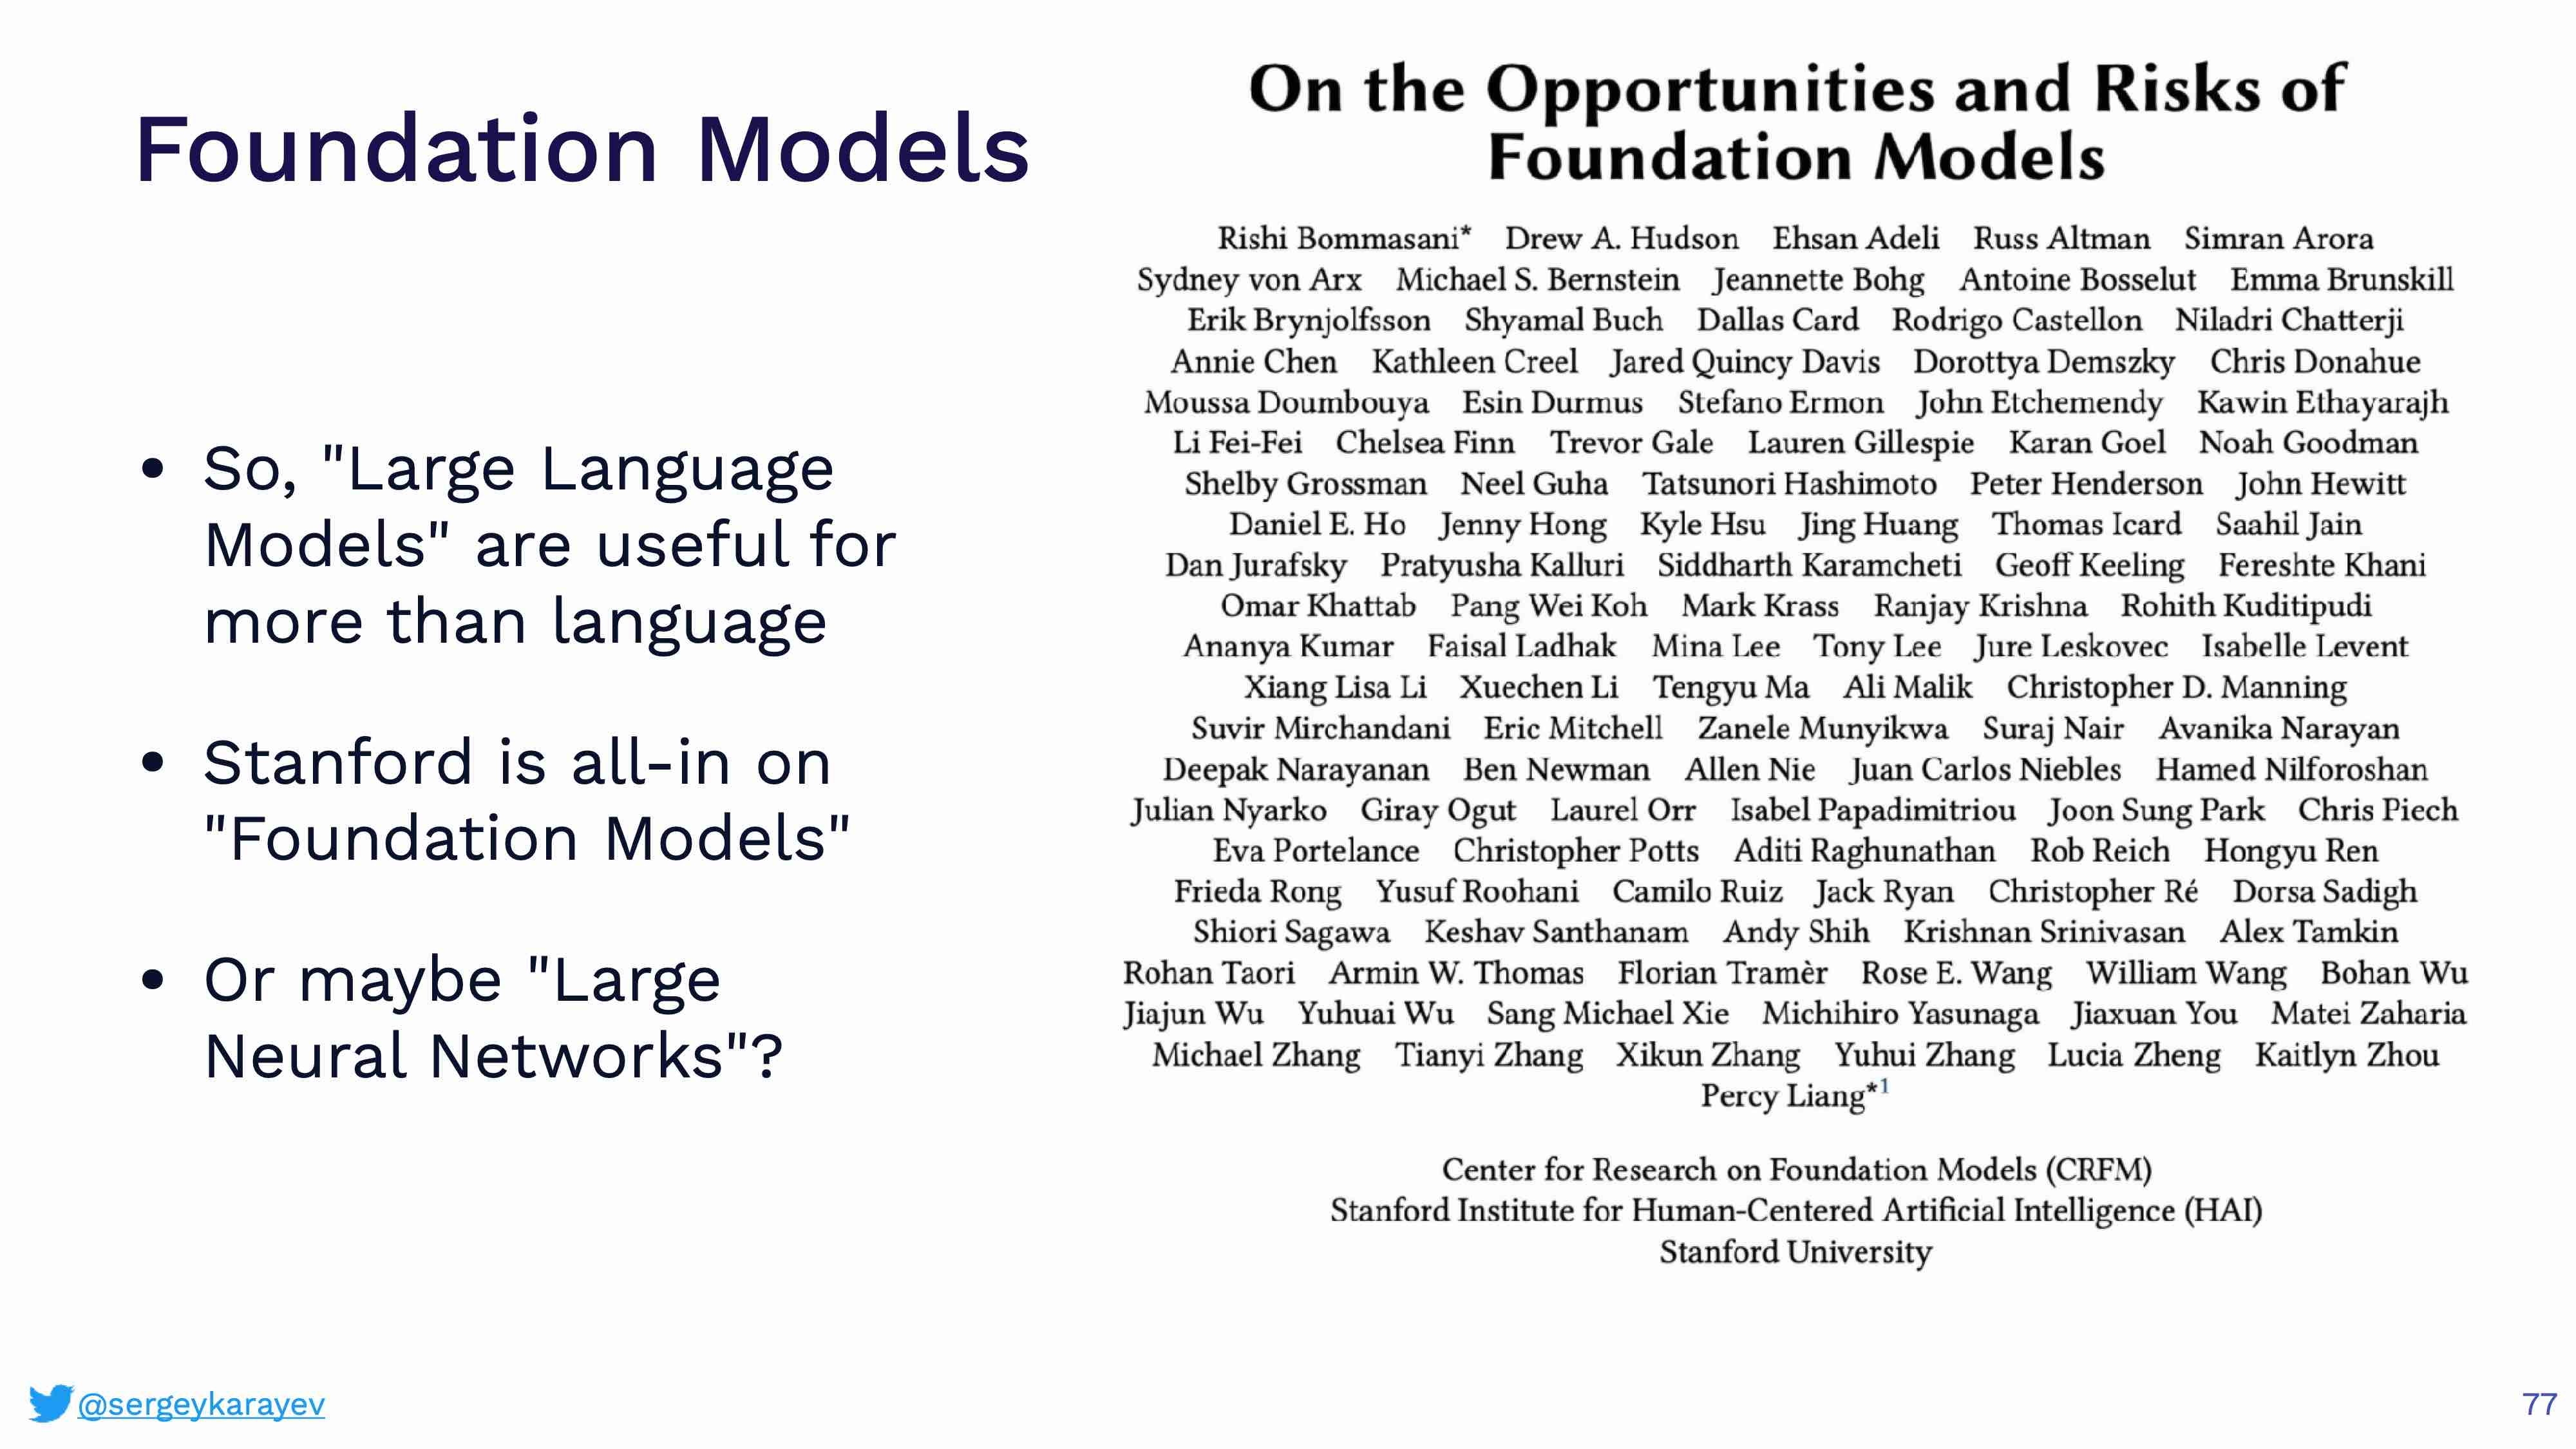 Foundation Models
• So, "Large Language
Models" are useful for
more than language
• Stanford is all-in on
"Foundation Models"
• Or maybe "Large
Neural Networks"?
On the Opportunities and Risks of
Foundation Models
Rishi Bommasani* Drew A. Hudson Ehsan Adeli Russ Altman Simran Arora
Sydney von Arx Michael S. Bernstein Jeannette Bohg Antoine Bosselut Emma Brunskill
Erik Brynjolfsson Shyamal Buch Dallas Card Rodrigo Castellon Niladri Chatterji
Annie Chen Kathleen Creel Jared Quincy Davis Dorottya Demszky Chris Donahue
Moussa Doumbouya Esin Durmus Stefano Ermon John Etchemendy Kawin Ethayarajh
Li Fei-Fei Chelsea Finn Trevor Gale Lauren Gillespie Karan Goel Noah Goodman
Shelby Grossman Neel Guha Tatsunori Hashimoto Peter Henderson John Hewitt
Daniel E. Ho Jenny Hong Kyle Hsu Jing Huang Thomas Icard Saahil Jain
Dan Jurafsky Pratyusha Kalluri Siddharth Karamcheti Geoff Keeling Fereshte Khani
Omar Khattab Pang Wei Koh Mark Krass Ranjay Krishna Rohith Kuditipudi
Ananya Kumar Faisal Ladhak Mina Lee Tony Lee Jure Leskovec Isabelle Levent
Xiang Lisa Li Xuechen Li Tengyu Ma Ali Malik Christopher D. Manning
Suvir Mirchandani Eric Mitchell Zanele Munyikwa Suraj Nair Avanika Narayan
Deepak Narayanan Ben Newman Allen Nie Juan Carlos Niebles Hamed Nilforoshan
Julian Nyarko Giray Ogut Laurel Orr Isabel Papadimitriou Joon Sung Park Chris Piech
Eva Portelance Christopher Potts Aditi Raghunathan Rob Reich Hongyu Ren
Frieda Rong Yusuf Roohani Camilo Ruiz Jack Ryan Christopher Ré Dorsa Sadigh
Shiori Sagawa Keshav Santhanam Andy Shih Krishnan Srinivasan Alex Tamkin
Rohan Taori Armin W. Thomas Florian Tramèr Rose E. Wang William Wang Bohan Wu
Jiajun Wu Yuhuai Wu Sang Michael Xie Michihiro Yasunaga Jiaxuan You Matei Zaharia
Michael Zhang Tianyi Zhang Xikun Zhang Yuhui Zhang Lucia Zheng Kaitlyn Zhou
Percy Liang*1
Center for Research on Foundation Models (CRFM)
Stanford Institute for Human-Centered Artificial Intelligence (HAI)
Stanford University
@sergeykarayev
77